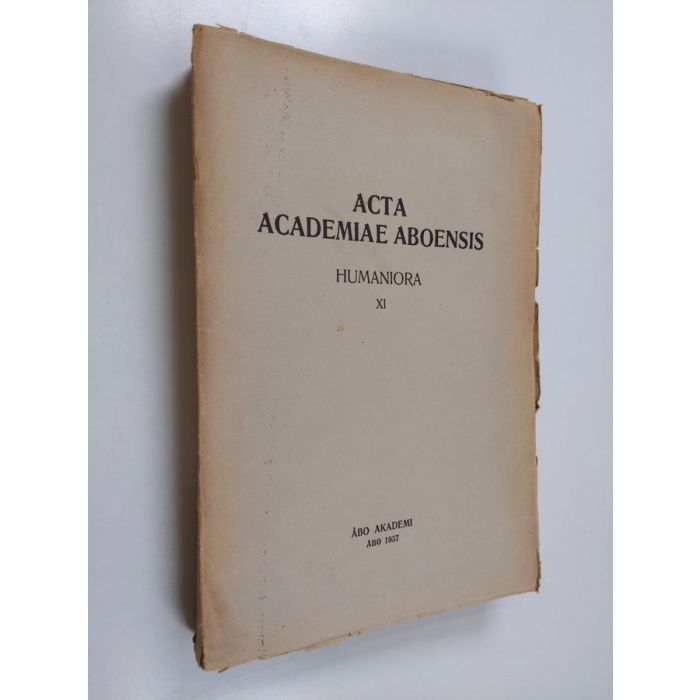 ACTA
ACADEMIAE ABOENSIS
HUMANIORA
XI
ÅBO AKADEMI
ÅBO 1937